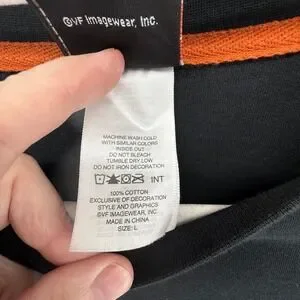 ©VF Imagewear, Inc.
MACHINE WASH COLD
WITH SIMILAR COLORS
INSIDE OUT
DO NOT BLEACH
TUMBLE DRY LOW
DO NOT IRON DECORATION
INT
100% COTTON
EXCLUSIVE OF DECORATION
STYLE AND GRAPHICS
©VF IMAGEWEAR, INC.
MADE IN CHINA
SIZE: L